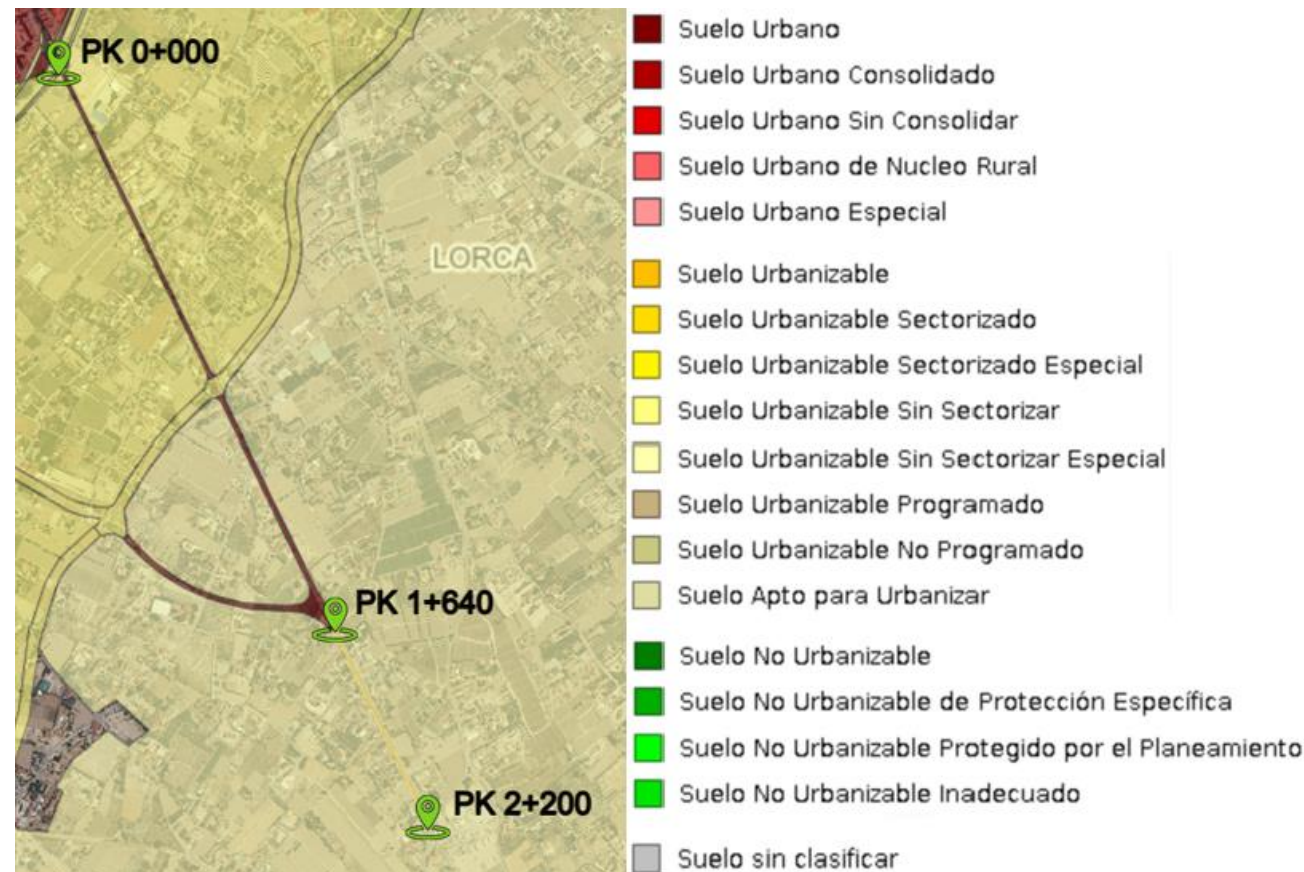 PK 0+000
LORCA
PK 1+640
PK 2+200
Suelo Urbano
Suelo Urbano Consolidado
Suelo Urbano Sin Consolidar
Suelo Urbano de Nucleo Rural
Suelo Urbano Especial
Suelo Urbanizable
Suelo Urbanizable Sectorizado
Suelo Urbanizable Sectorizado Especial
Suelo Urbanizable Sin Sectorizar
Suelo Urbanizable Sin Sectorizar Especial
Suelo Urbanizable Programado
Suelo Urbanizable No Programado
Suelo Apto para Urbanizar
Suelo No Urbanizable
Suelo No Urbanizable de Protección Específica
Suelo No Urbanizable Protegido por el Planeamiento
Suelo No Urbanizable Inadecuado
Suelo sin clasificar